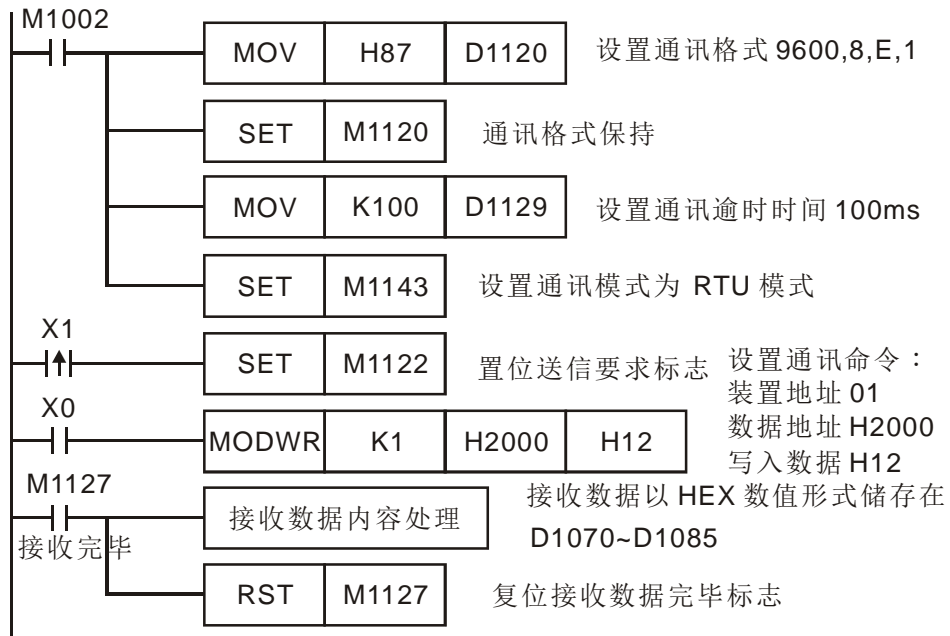 M1002
MOV H87 D1120 设置通讯格式 9600,8,E,1
SET M1120 通讯格式保持
MOV K100 D1129 设置通讯逾时时间 100ms
SET M1143 设置通讯模式为 RTU 模式
X1
SET M1122 置位送信要求标志
设置通讯命令：
装置地址 01
数据地址 H2000
写入数据 H12
X0
MODWR K1 H2000 H12
M1127
接收完毕
接收数据内容处理
接收数据以 HEX 数值形式储存在
D1070~D1085
RST M1127 复位接收数据完毕标志